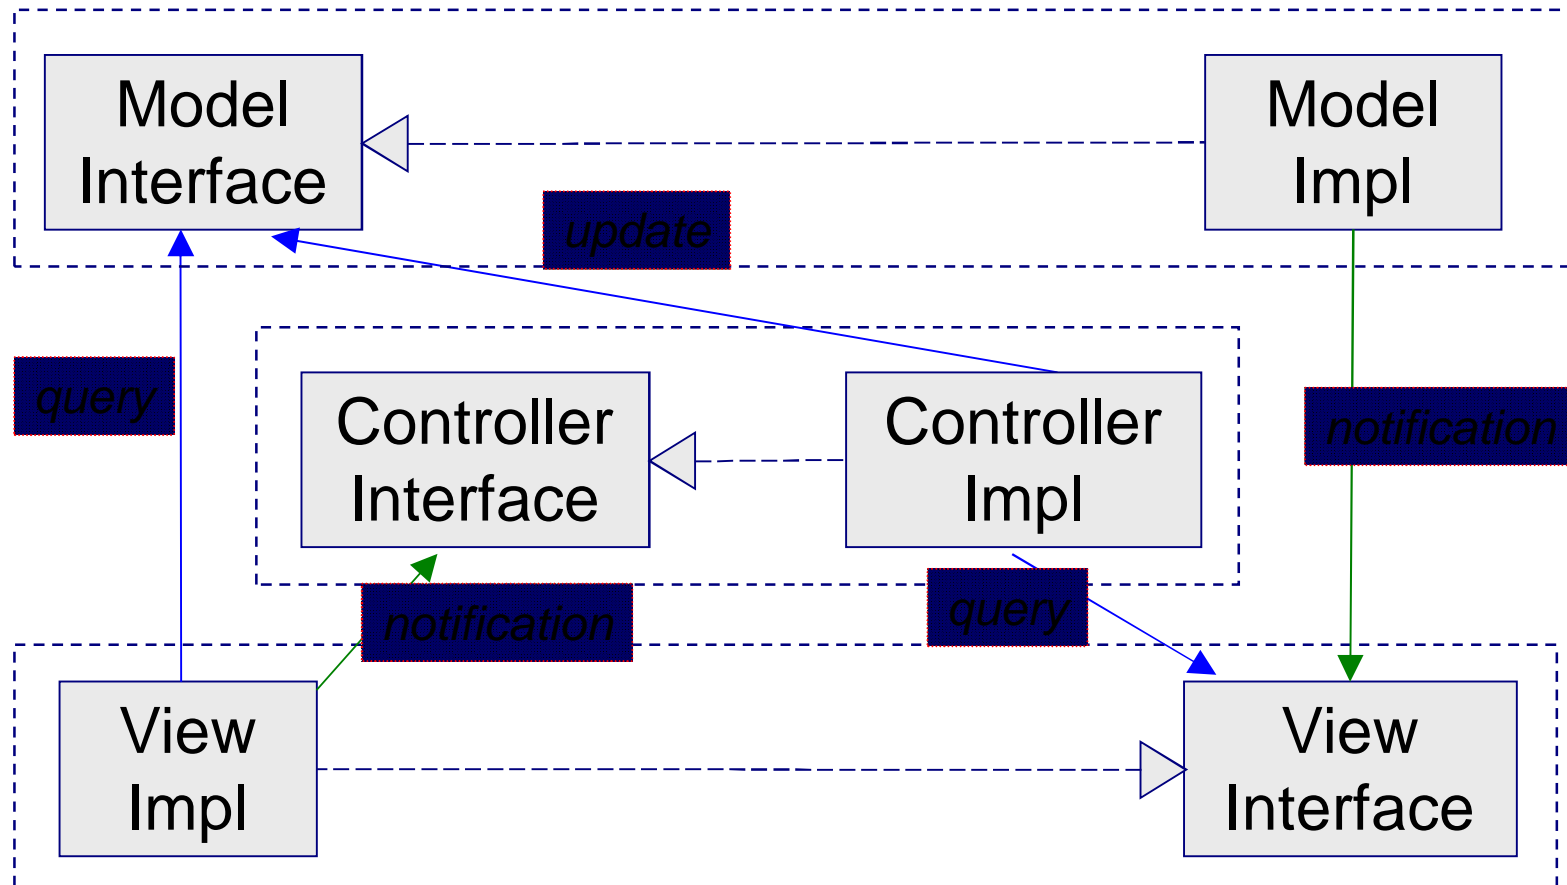 Model
Interface
Model
Impl
update
query
Controller
Interface
Controller
Impl
notification
notification
query
View
Impl
View
Interface